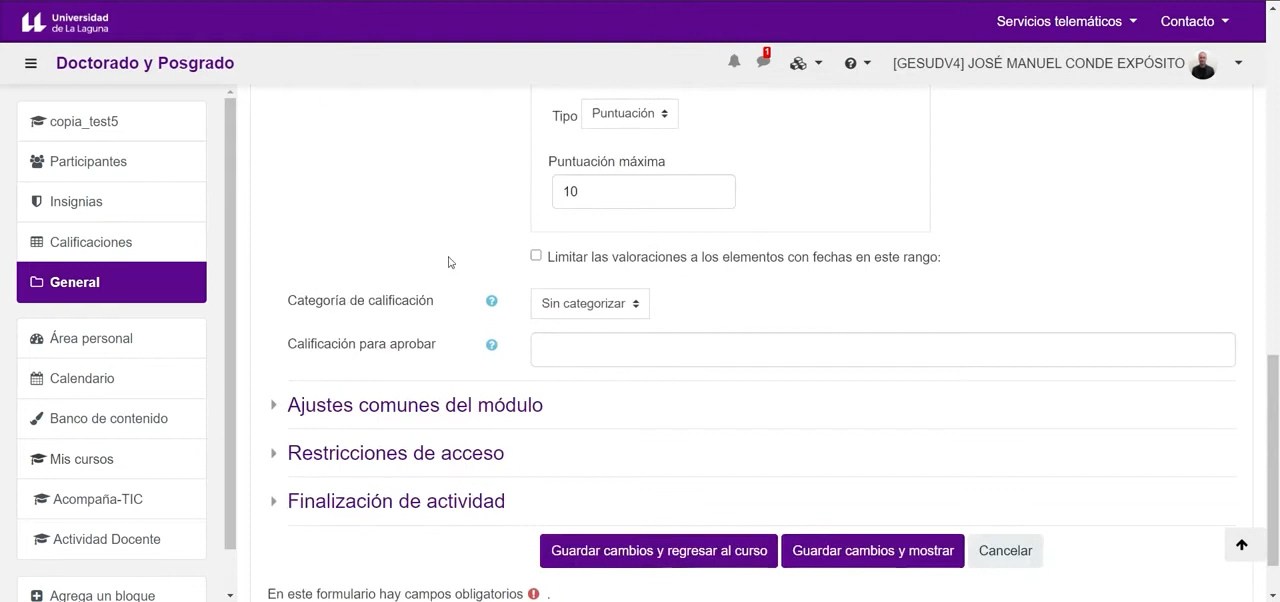 Universidad
de La Laguna
Servicios telemáticos
Contacto
Doctorado y Posgrado
1
[GESUDV4] JOSÉ MANUEL CONDE EXPÓSITO
copia_test5
Participantes
Insignias
Calificaciones
General
Área personal
Calendario
Banco de contenido
Mis cursos
Acompaña-TIC
Actividad Docente
Agrega un bloque
Tipo
Puntuación
Puntuación máxima
10
Limitar las valoraciones a los elementos con fechas en este rango:
Categoría de calificación
Sin categorizar
Calificación para aprobar
Ajustes comunes del módulo
Restricciones de acceso
Finalización de actividad
Guardar cambios y regresar al curso
Guardar cambios y mostrar
Cancelar
En este formulario hay campos obligatorios .